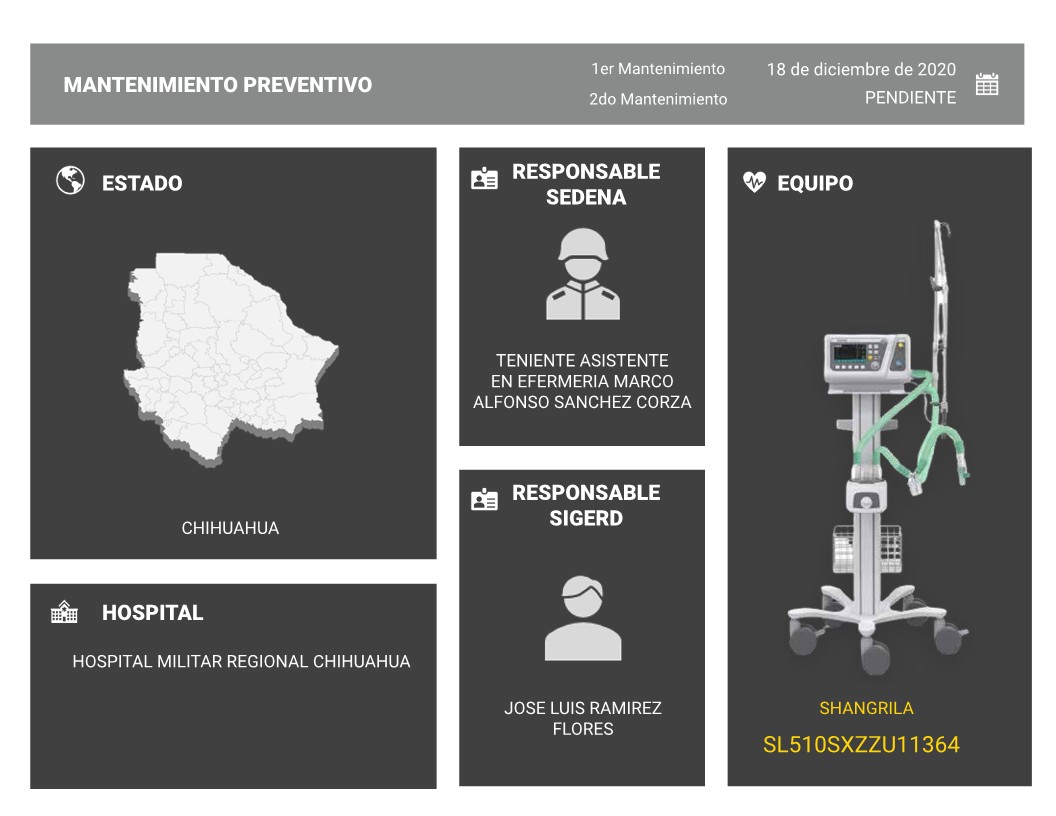 MANTENIMIENTO PREVENTIVO
1er Mantenimiento
18 de diciembre de 2020
2do Mantenimiento
PENDIENTE
ESTADO
CHIHUAHUA
HOSPITAL
HOSPITAL MILITAR REGIONAL CHIHUAHUA
RESPONSABLE
SEDENA
TENIENTE ASISTENTE
EN EFERMERIA MARCO
ALFONSO SANCHEZ CORZA
RESPONSABLE
SIGERD
JOSE LUIS RAMIREZ
FLORES
EQUIPO
SHANGRILA
SL510SXZZU11364